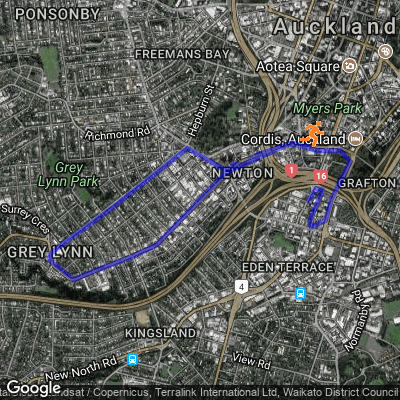 PONSONBY
Auckland
FREEMANS BAY
Aotea Square
Hepburn St
Myers Park
Richmond Rd
Cordis, Auckland
Grey
Lynn Park
NEWTON
1
16
GRAFTON
Surrey Cres
GREY LYNN
EDEN TERRACE
4
Normanby Rd
KINGSLAND
New North Rd
View Rd
Google
dsat / Copernicus, Terralink International Ltd, Waikato District Council